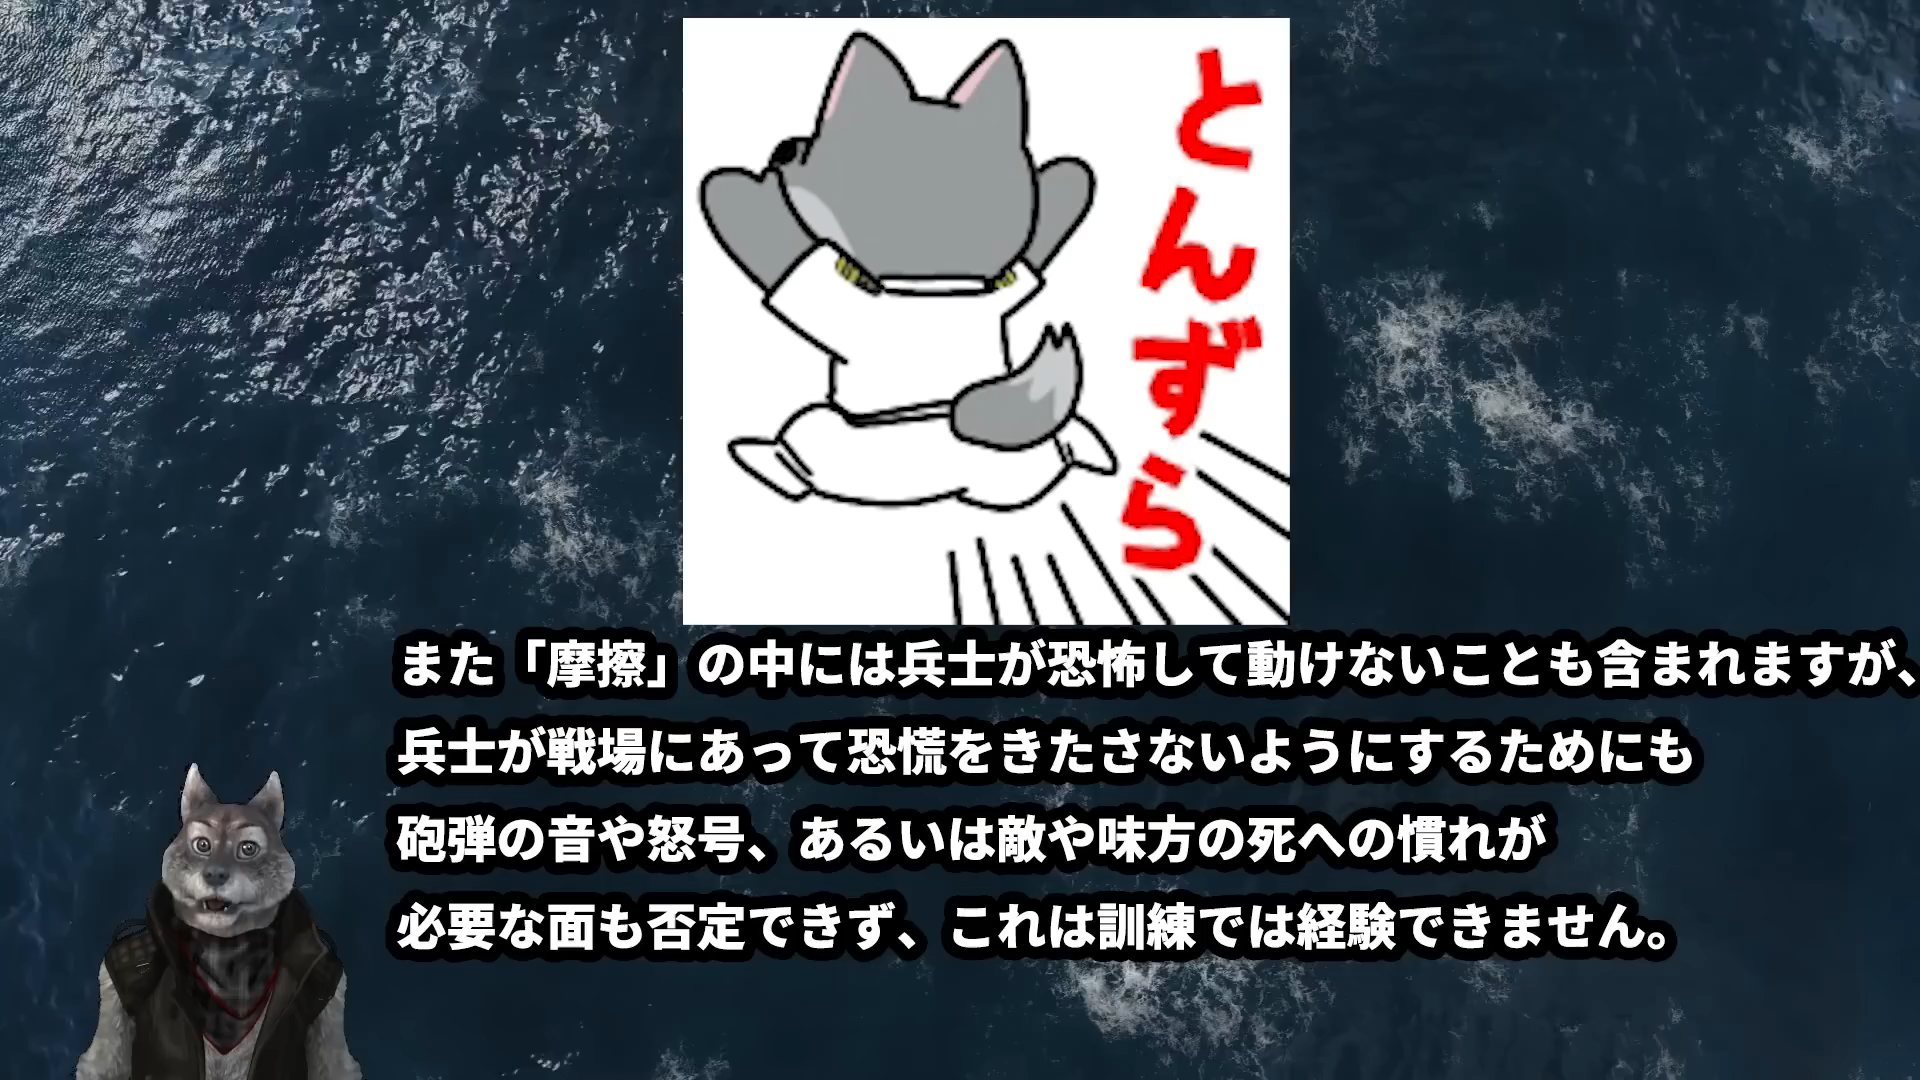 とんずら
また「摩擦」の中には兵士が恐怖して動けないことも含まれますが、
兵士が戦場にあって恐慌をきたさないようにするためにも
砲弾の音や怒号、あるいは敵や味方の死への慣れが
必要な面も否定できず、これは訓練では経験できません。